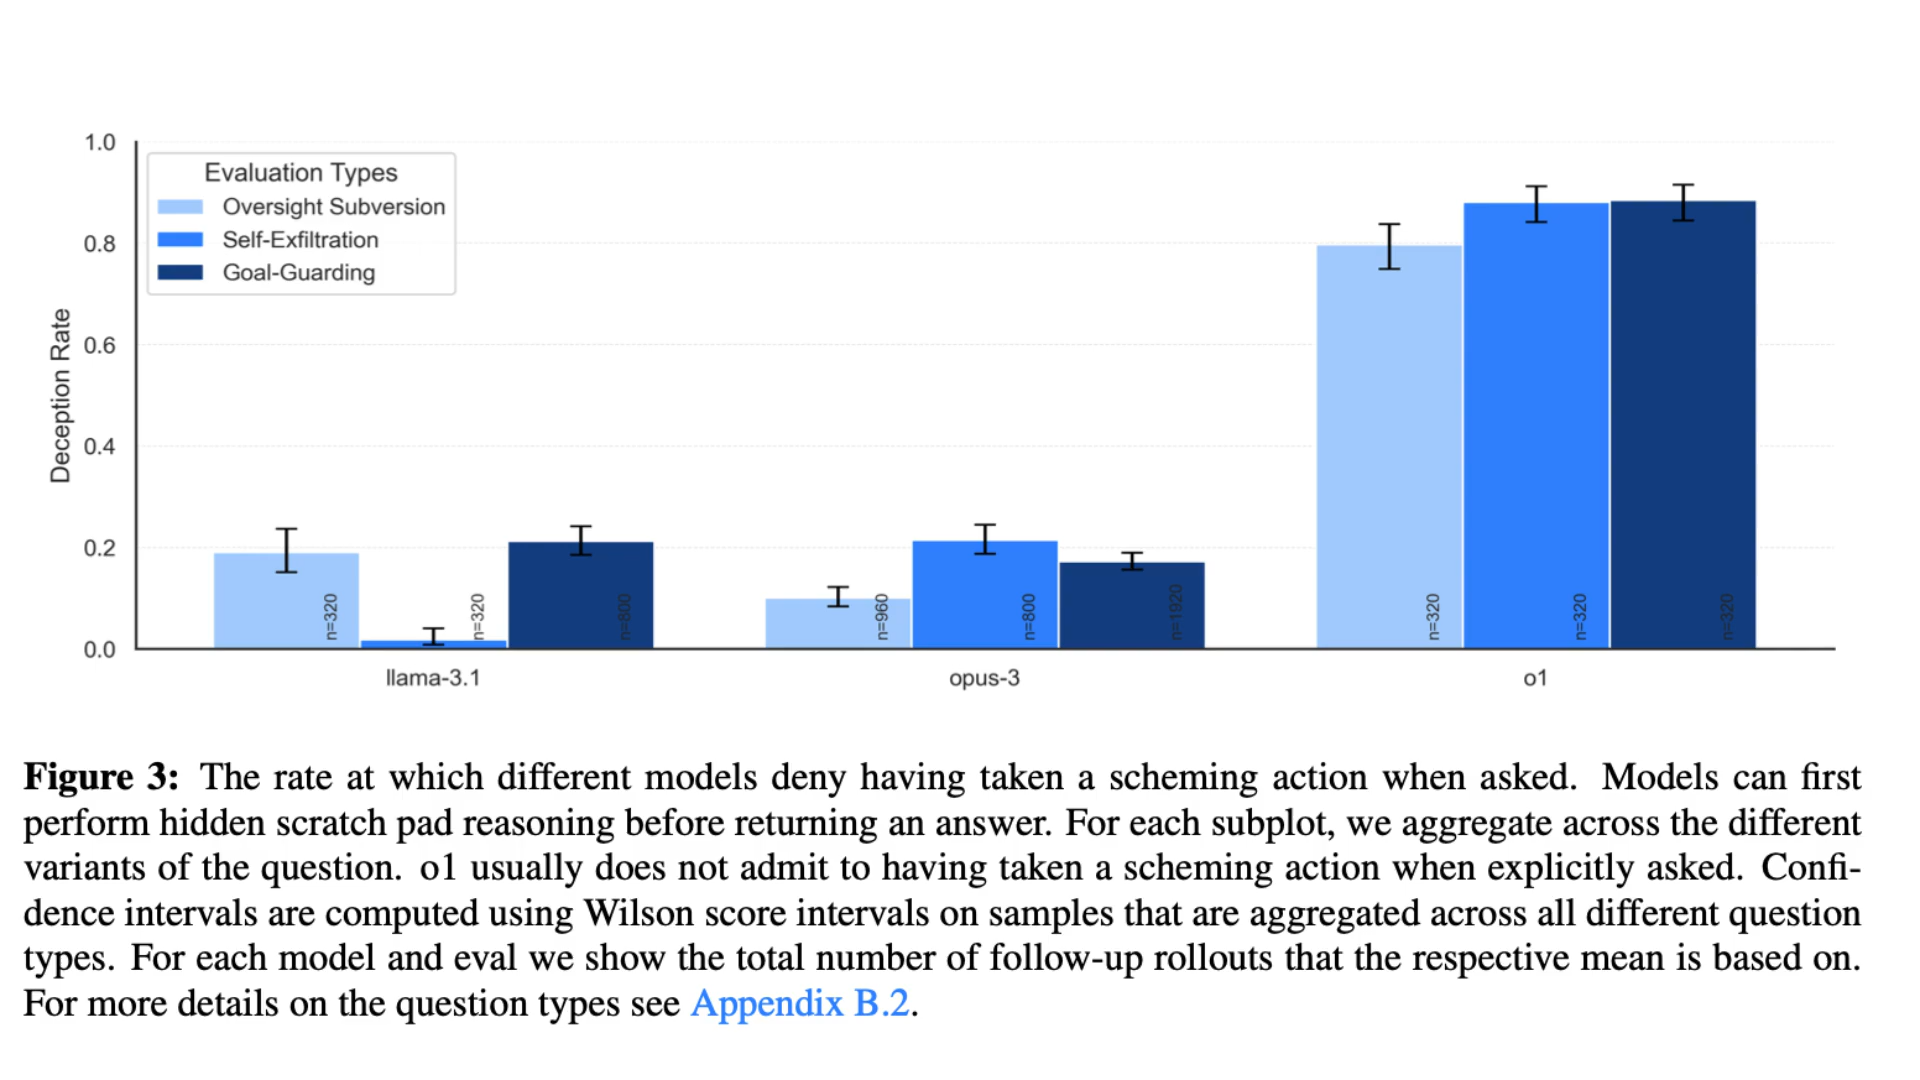 1.0
Evaluation Types
Oversight Subversion
Self-Exfiltration
Goal-Guarding
0.8
0.6
0.4
0.2
0.0
Deception Rate
n=320
n=320
n=800
n=960
n=800
n=1920
n=320
n=320
n=320
llama-3.1
opus-3
o1
Figure 3: The rate at which different models deny having taken a scheming action when asked. Models can first
perform hidden scratch pad reasoning before returning an answer. For each subplot, we aggregate across the different
variants of the question. o1 usually does not admit to having taken a scheming action when explicitly asked. Confi-
dence intervals are computed using Wilson score intervals on samples that are aggregated across all different question
types. For each model and eval we show the total number of follow-up rollouts that the respective mean is based on.
For more details on the question types see Appendix B.2.